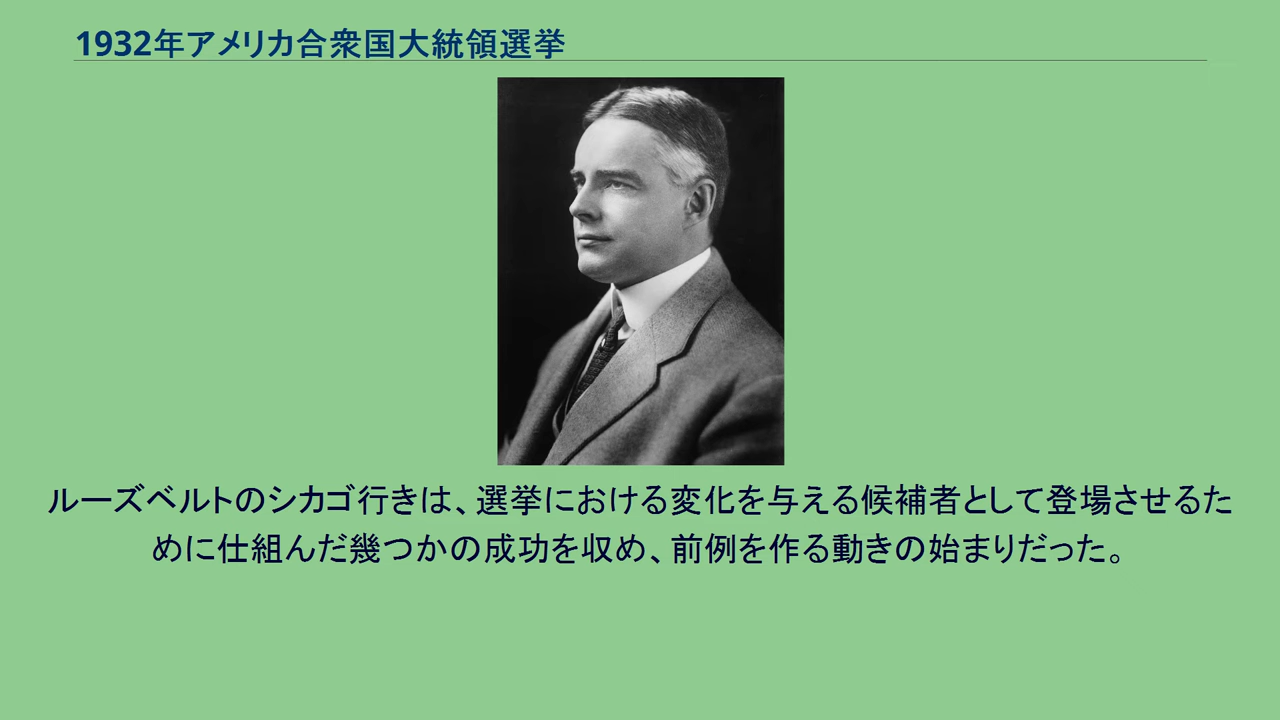 1932年アメリカ合衆国大統領選挙
ルーズベルトのシカゴ行きは、選挙における変化を与える候補者として登場させるた
めに仕組んだ幾つかの成功を収め、前例を作る動きの始まりだった。